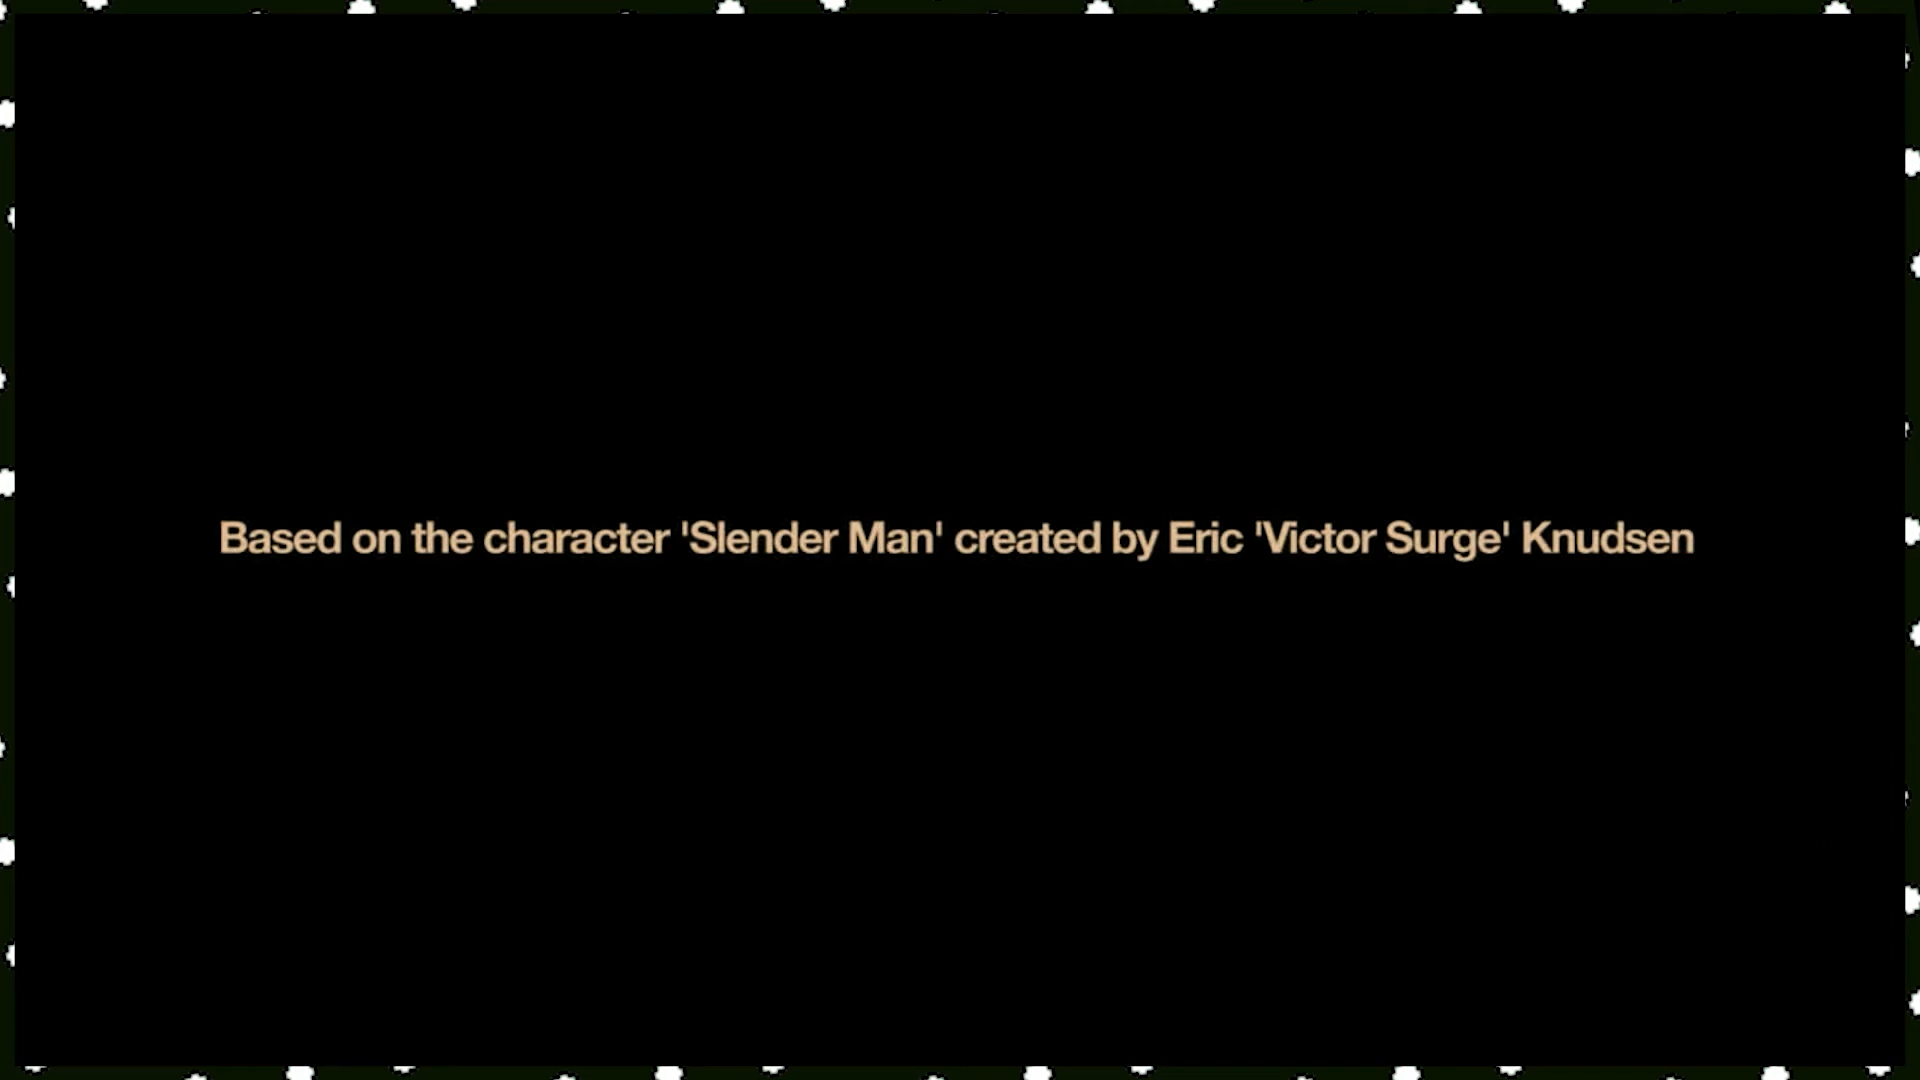 Based on the character 'Slender Man' created by Eric 'Victor Surge' Knudsen